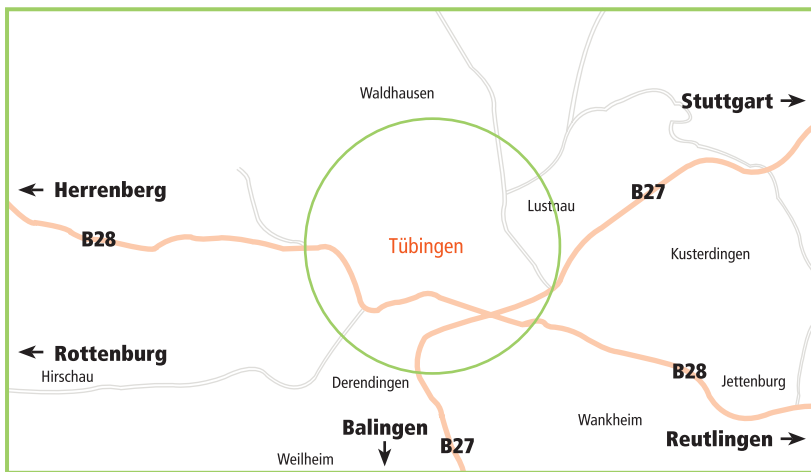 Waldhausen
Stuttgart →
← Herrenberg
B27
Lustnau
B28
Tübingen
Kusterdingen
← Rottenburg
Hirschau
B28
Jettenburg
Derendingen
Wankheim
Balingen ↓
B27
Reutlingen →
Weilheim